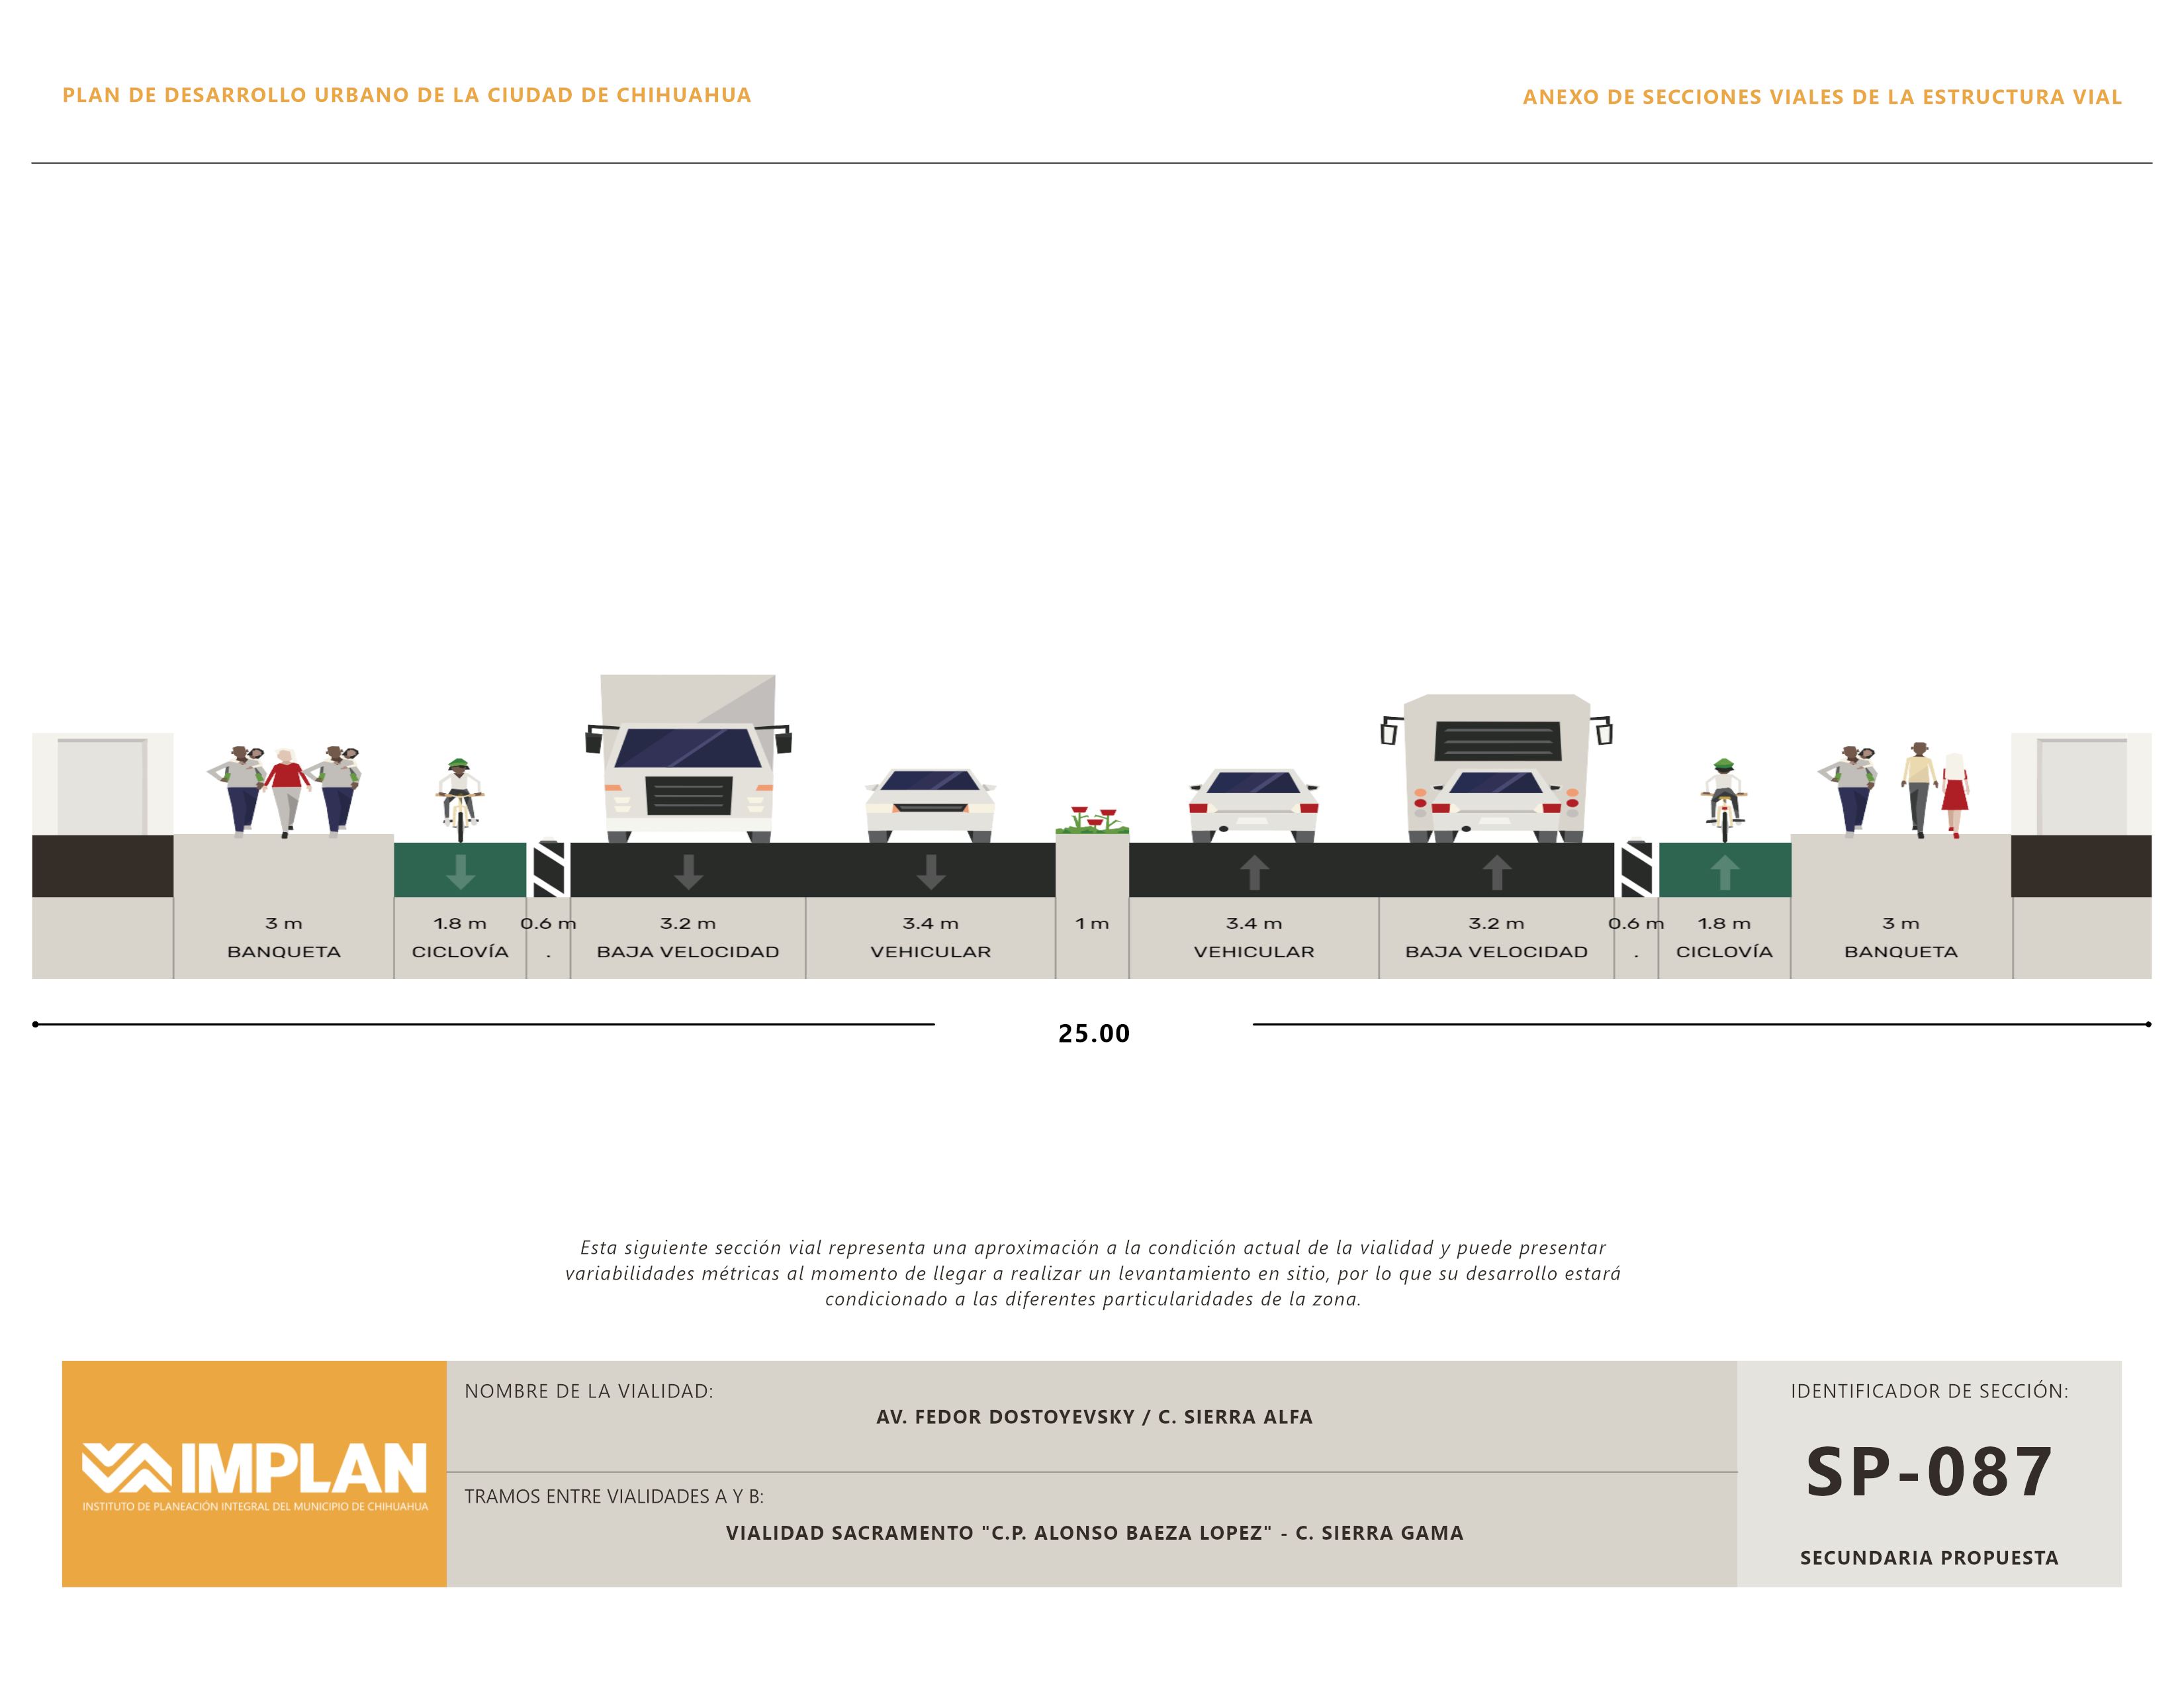 PLAN DE DESARROLLO URBANO DE LA CIUDAD DE CHIHUAHUA
ANEXO DE SECCIONES VIALES DE LA ESTRUCTURA VIAL
3 m 1.8 m 0.6 m 3.2 m 3.4 m 1 m 3.4 m 3.2 m 0.6 m 1.8 m 3 m
BANQUETA CICLOVÍA . BAJA VELOCIDAD VEHICULAR VEHICULAR BAJA VELOCIDAD . CICLOVÍA BANQUETA
25.00
Esta siguiente sección vial representa una aproximación a la condición actual de la vialidad y puede presentar
variabilidades métricas al momento de llegar a realizar un levantamiento en sitio, por lo que su desarrollo estará
condicionado a las diferentes particularidades de la zona.
IMPLAN
INSTITUTO DE PLANEACIÓN INTEGRAL DEL MUNICIPIO DE CHIHUAHUA
NOMBRE DE LA VIALIDAD:
AV. FEDOR DOSTOYEVSKY / C. SIERRA ALFA
TRAMOS ENTRE VIALIDADES A Y B:
VIALIDAD SACRAMENTO "C.P. ALONSO BAEZA LOPEZ" - C. SIERRA GAMA
IDENTIFICADOR DE SECCIÓN:
SP-087
SECUNDARIA PROPUESTA